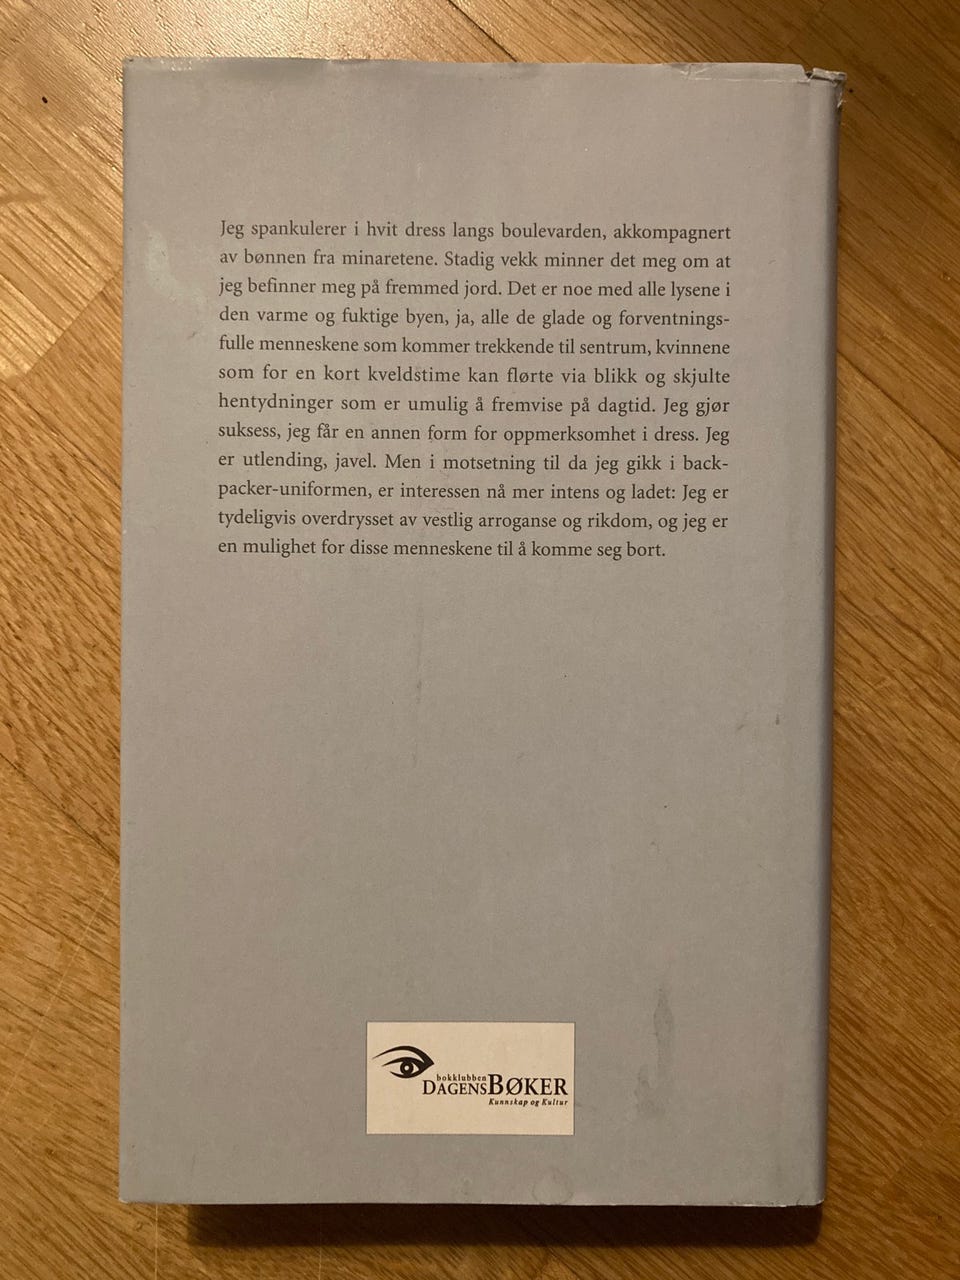 Jeg spankulerer i hvit dress langs boulevarden, akkompagnert
av bønnen fra minaretene. Stadig vekk minner det meg om at
jeg befinner meg på fremmed jord. Det er noe med alle lysene i
den varme og fuktige byen, ja, alle de glade og forventnings-
fulle menneskene som kommer trekkende til sentrum, kvinnene
som for en kort kveldstime kan flørte via blikk og skjulte
hentydninger som er umulig å fremvise på dagtid. Jeg gjør
suksess, jeg får en annen form for oppmerksomhet i dress. Jeg
er utlending, javel. Men i motsetning til da jeg gikk i back-
packer-uniformen, er interessen nå mer intens og ladet: Jeg er
tydeligvis overdrysset av vestlig arroganse og rikdom, og jeg er
en mulighet for disse menneskene til å komme seg bort.
bokklubben
DAGENSBØKER
Kunnskap og Kultur